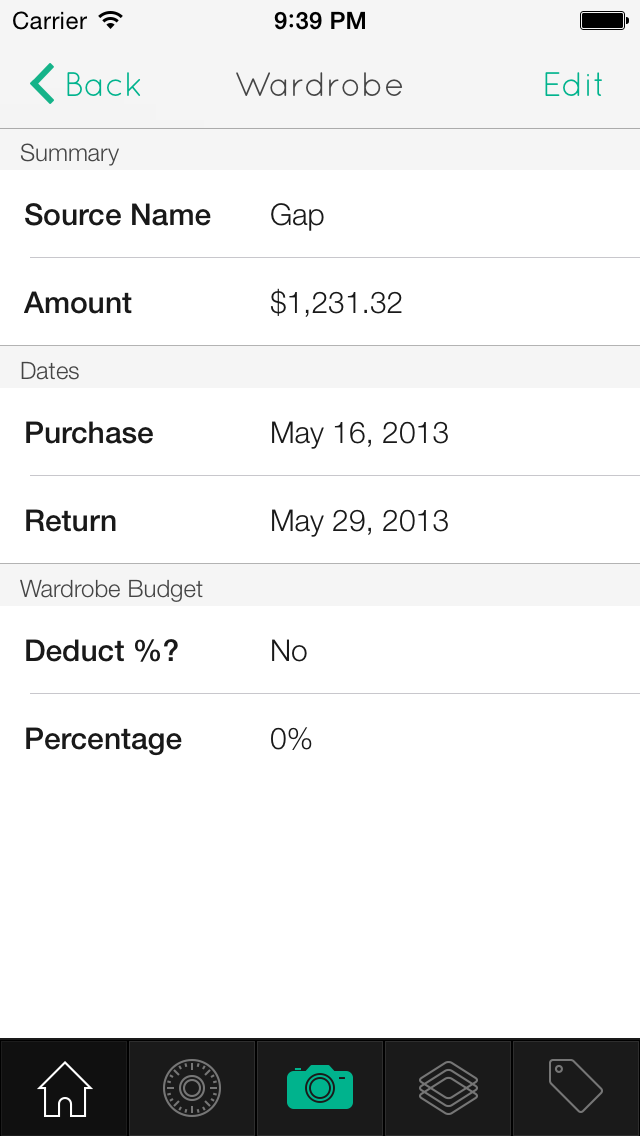 Carrier 9:39 PM
Back Wardrobe Edit
Summary
Source Name Gap
Amount $1,231.32
Dates
Purchase May 16, 2013
Return May 29, 2013
Wardrobe Budget
Deduct %? No
Percentage 0%